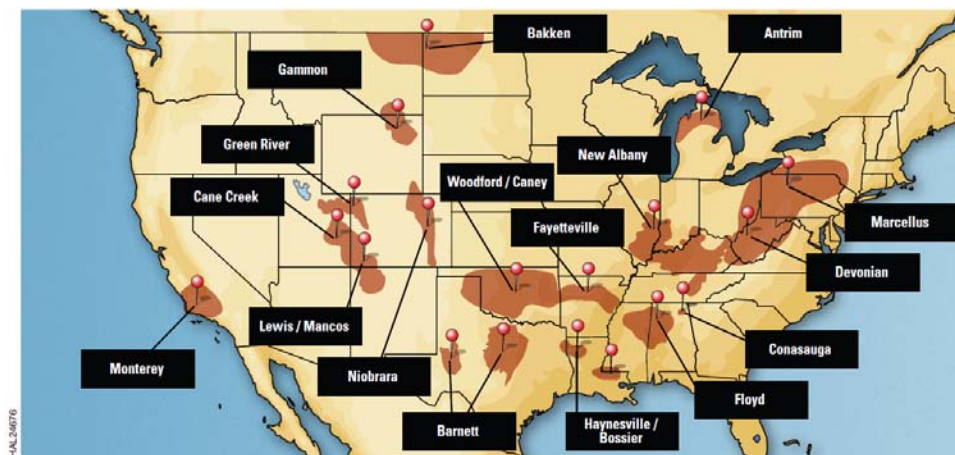 Bakken
Antrim
Gammon
Green River
New Albany
Woodford / Caney
Cane Creek
Fayetteville
Marcellus
Devonian
Lewis / Mancos
Conasauga
Monterey
Niobrara
Floyd
Barnett
Haynesville /
Bossier
HAL24676